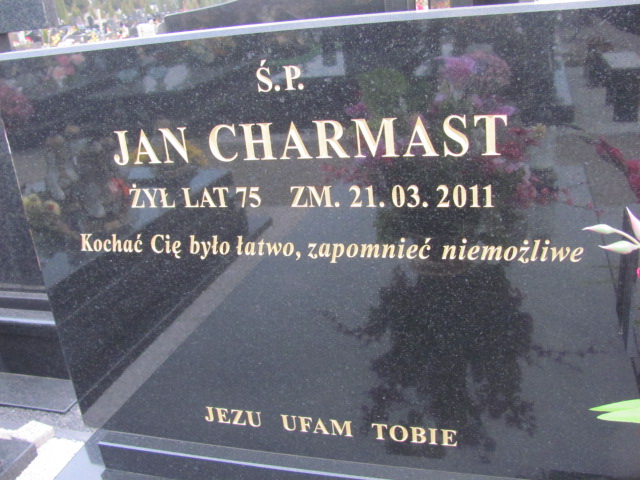 Ś.P.
JAN CHARMAST
ŻYŁ LAT 75 ZM. 21.03.2011
Kochać Cię było łatwo, zapomnieć niemożliwe
JEZU UFAM TOBIE